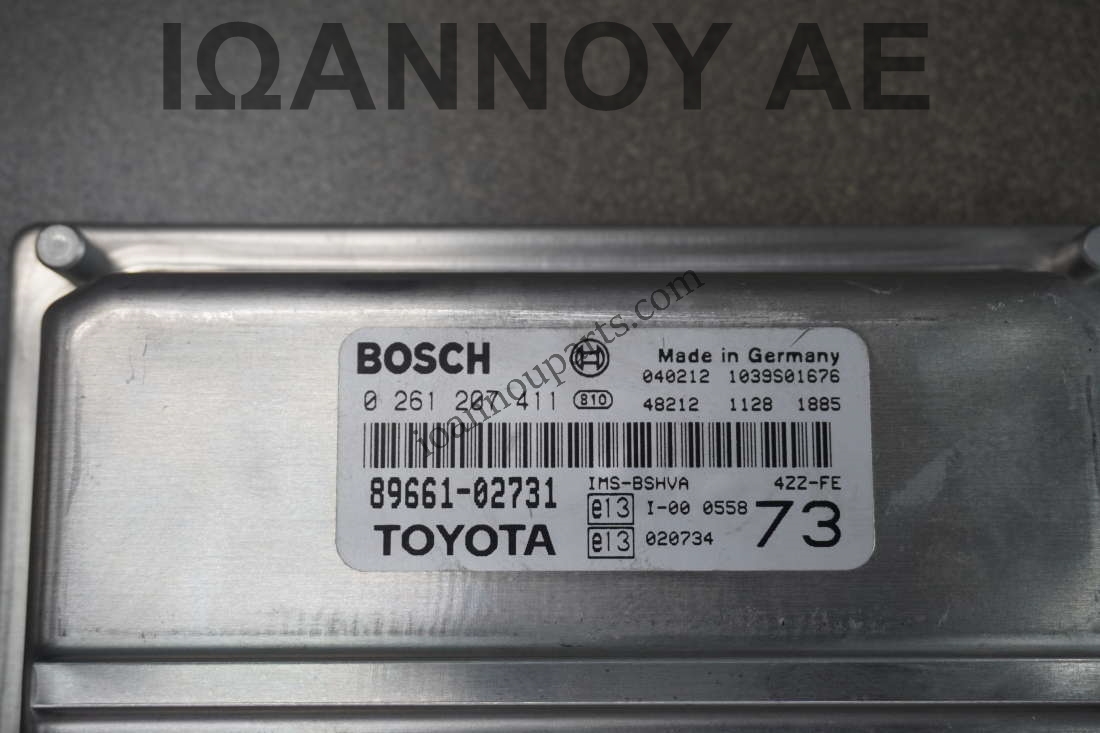 ΙΩΑΝΝΟΥ ΑΕ
ioannouparts.com
BOSCH Made in Germany
040212 1039S01676
0 261 207 411 810 48212 1128 1885
89661-02731 IMS-BSHVA 4ZZ-FE
TOYOTA e13 I-00 0558 73
e13 020734